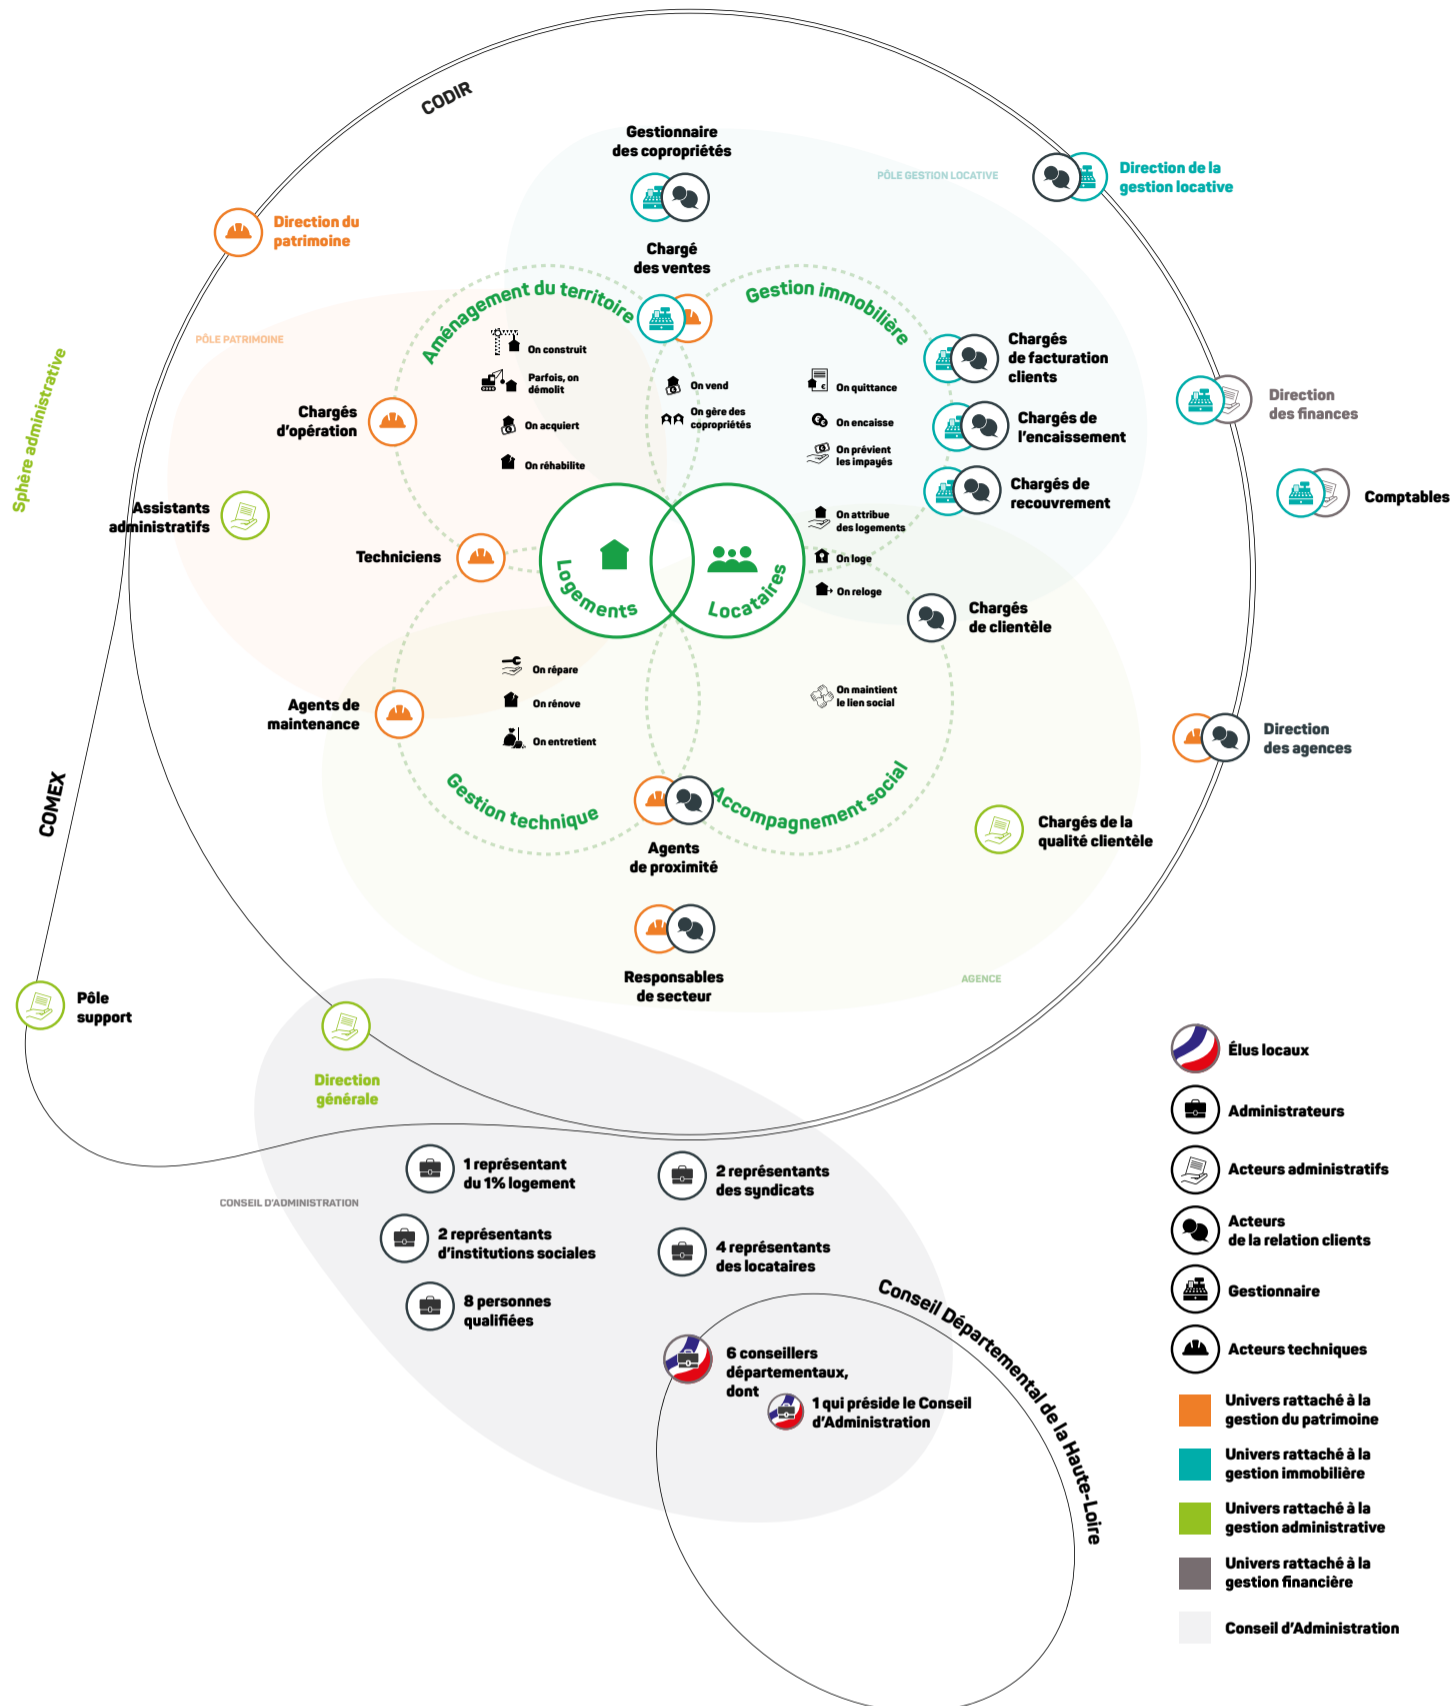 CODIR
Gestionnaire
des copropriétés
PÔLE GESTION LOCATIVE
Direction de la
gestion locative
Direction du
patrimoine
Chargé
des ventes
Aménagement du territoire
Gestion immobilière
PÔLE PATRIMOINE
Sphère administrative
On construit
Parfois, on
démolit
On acquiert
On réhabilite
On vend
On gère des
copropriétés
On quittance
On encaisse
On prévient
les impayés
Chargés
de facturation
clients
Chargés de
l'encaissement
Chargés de
recouvrement
Direction
des finances
Comptables
Chargés
d'opération
Assistants
administratifs
Techniciens
Logements
Locataires
On attribue
des logements
On loge
On reloge
Chargés
de clientèle
Agents de
maintenance
On répare
On rénove
On entretient
On maintient
le lien social
Direction
des agences
Gestion technique
Accompagnement social
COMEX
Agents
de proximité
Chargés de la
qualité clientèle
Responsables
de secteur
AGENCE
Pôle
support
Direction
générale
CONSEIL D'ADMINISTRATION
1 représentant
du 1% logement
2 représentants
des syndicats
2 représentants
d'institutions sociales
4 représentants
des locataires
8 personnes
qualifiées
6 conseillers
départementaux,
dont
1 qui préside le Conseil
d'Administration
Conseil Départemental de la Haute-Loire
Élus locaux
Administrateurs
Acteurs administratifs
Acteurs
de la relation clients
Gestionnaire
Acteurs techniques
Univers rattaché à la
gestion du patrimoine
Univers rattaché à la
gestion immobilière
Univers rattaché à la
gestion administrative
Univers rattaché à la
gestion financière
Conseil d'Administration